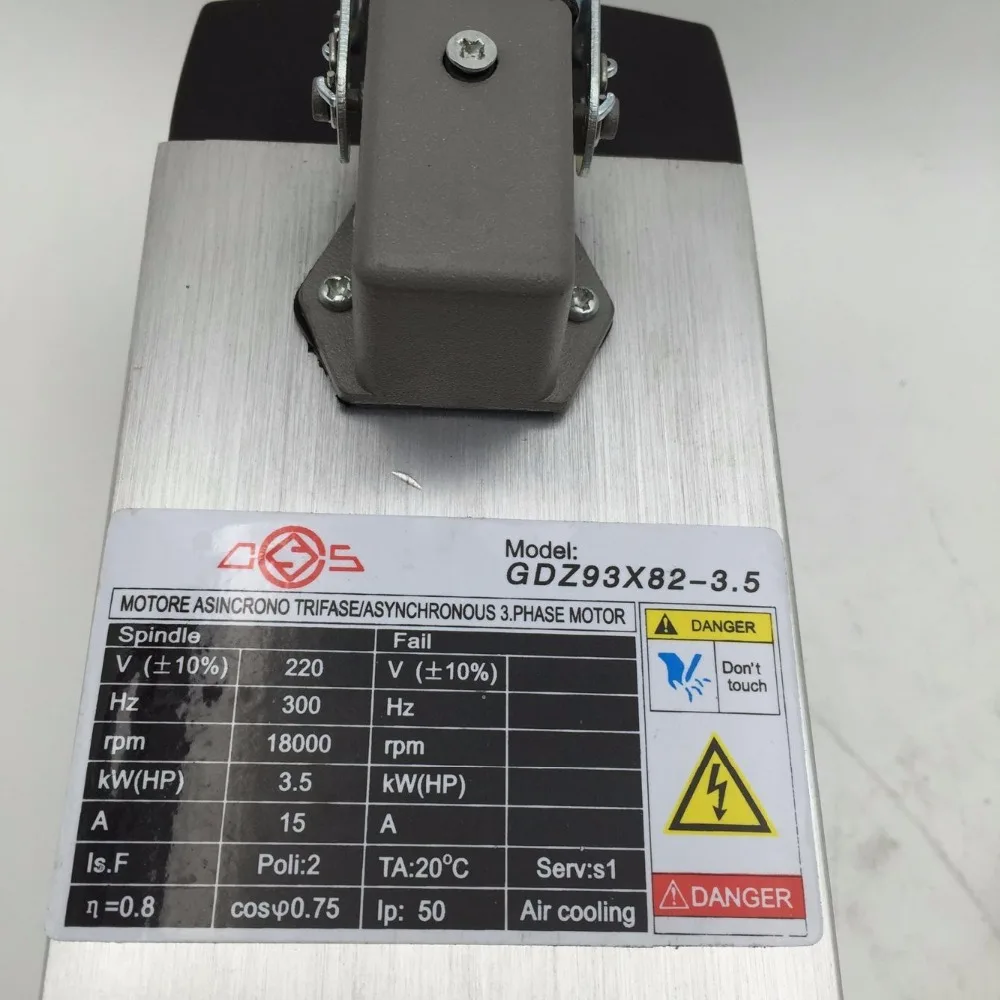 Model:
GDZ93X82-3.5
MOTORE ASINCRONO TRIFASE/ASYNCHRONOUS 3.PHASE MOTOR
Spindle Fail
V (±10%) 220 V (±10%)
Hz 300 Hz
rpm 18000 rpm
kW(HP) 3.5 kW(HP)
A 15 A
Is.F Poli:2 TA:20°C Serv:s1
η=0.8 cosφ0.75 Ip: 50 Air cooling
DANGER
Don't
touch
DANGER